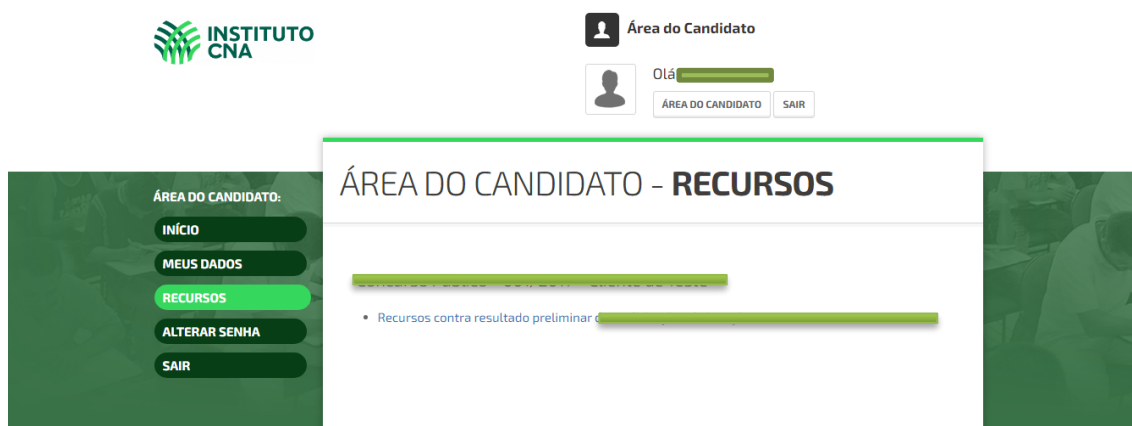 INSTITUTO
CNA
Área do Candidato
Olá
ÁREA DO CANDIDATO SAIR
ÁREA DO CANDIDATO:
INÍCIO
MEUS DADOS
RECURSOS
ALTERAR SENHA
SAIR
ÁREA DO CANDIDATO - RECURSOS
• Recursos contra resultado preliminar